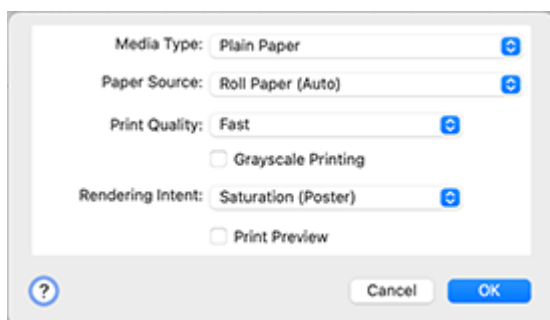 Media Type: Plain Paper
Paper Source: Roll Paper (Auto)
Print Quality: Fast
Grayscale Printing
Rendering Intent: Saturation (Poster)
Print Preview
? Cancel OK